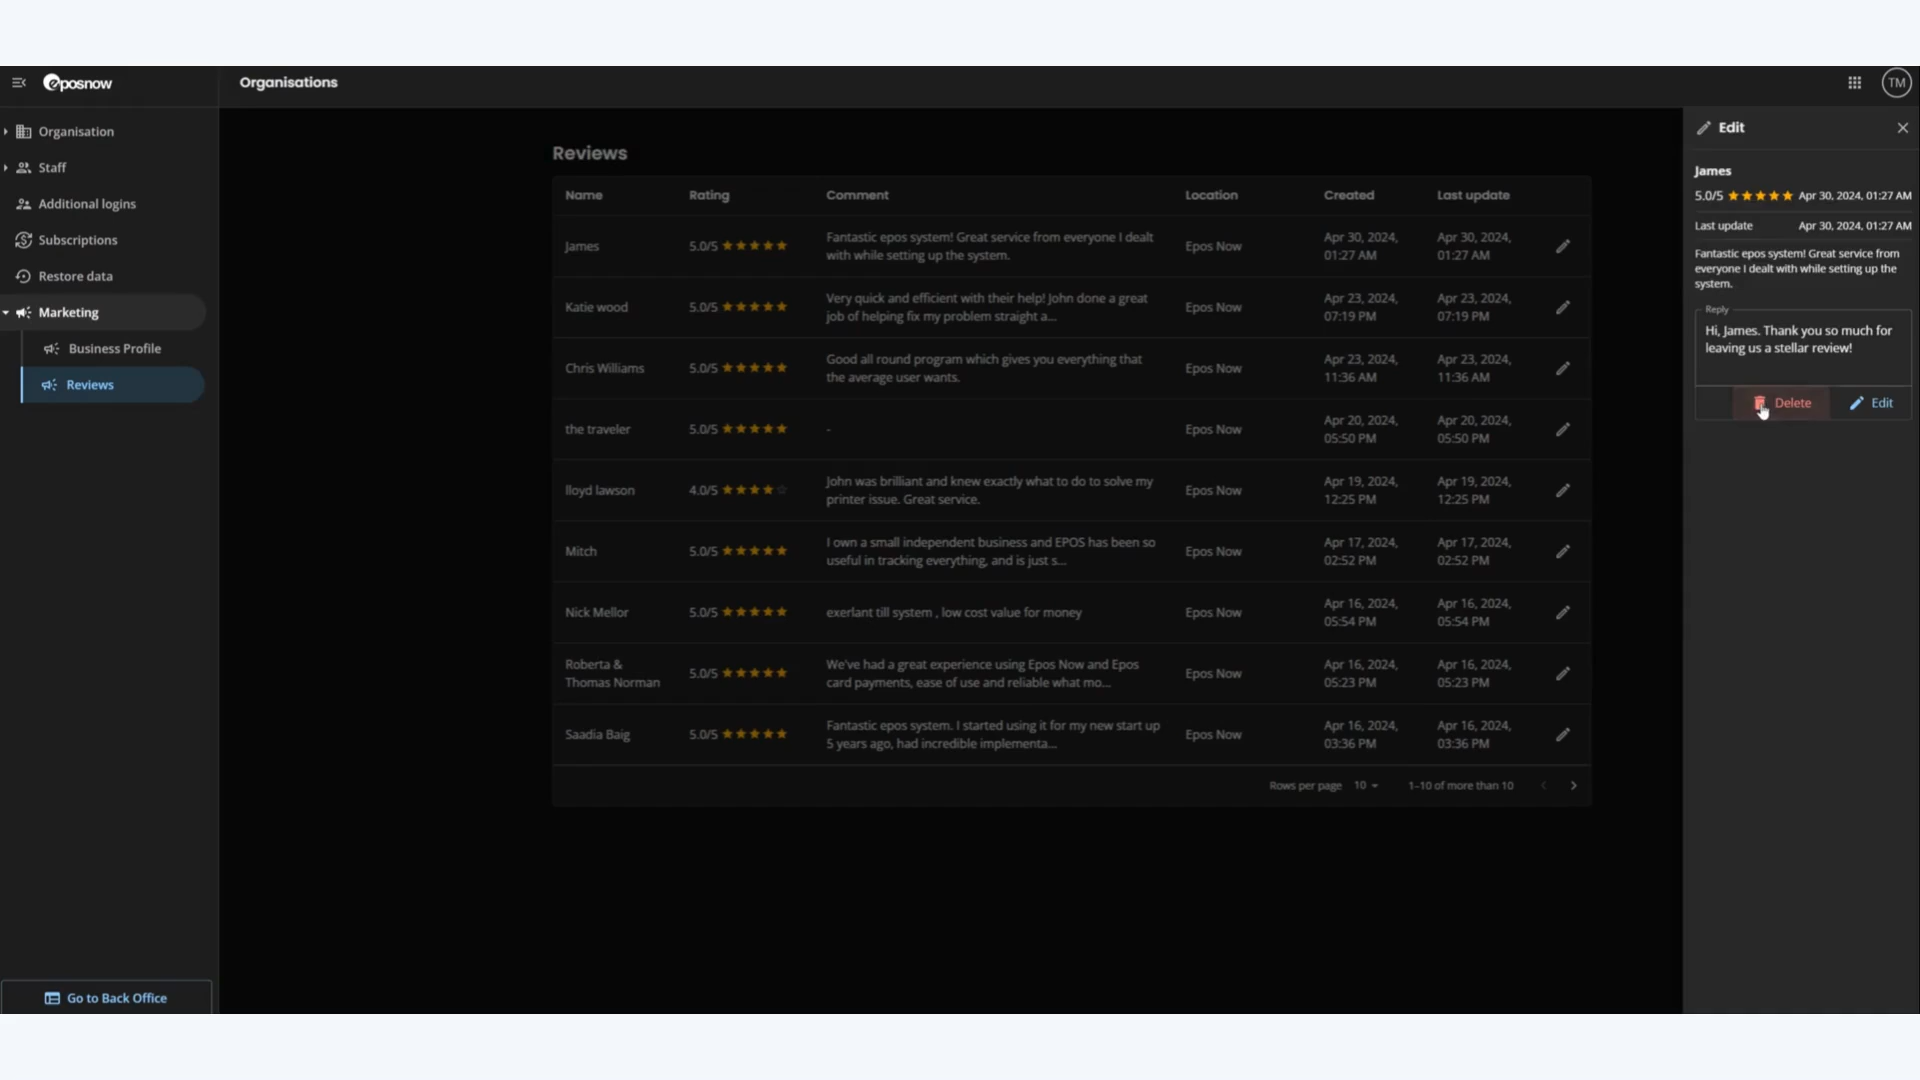 eposnow
Organisations
TM
Organisation
Staff
Additional logins
Subscriptions
Restore data
Marketing
Business Profile
Reviews
Go to Back Office
Reviews
Name Rating Comment Location Created Last update
James 5.0/5 Fantastic epos system! Great service from everyone I dealt Epos Now Apr 30, 2024, Apr 30, 2024,
with while setting up the system. 01:27 AM 01:27 AM
Katie wood 5.0/5 Very quick and efficient with their help! John done a great Epos Now Apr 23, 2024, Apr 23, 2024,
job of helping fix my problem straight a... 07:19 PM 07:19 PM
Chris Williams 5.0/5 Good all round program which gives you everything that Epos Now Apr 23, 2024, Apr 23, 2024,
the average user wants. 11:36 AM 11:36 AM
the traveler 5.0/5 - Epos Now Apr 20, 2024, Apr 20, 2024,
05:50 PM 05:50 PM
lloyd lawson 4.0/5 John was brilliant and knew exactly what to do to solve my Epos Now Apr 19, 2024, Apr 19, 2024,
printer issue. Great service. 12:25 PM 12:25 PM
Mitch 5.0/5 I own a small independent business and EPOS has been so Epos Now Apr 17, 2024, Apr 17, 2024,
useful in tracking everything, and is just s... 02:52 PM 02:52 PM
Nick Mellor 5.0/5 exerlant till system , low cost value for money Epos Now Apr 16, 2024, Apr 16, 2024,
05:54 PM 05:54 PM
Roberta & 5.0/5 We've had a great experience using Epos Now and Epos Epos Now Apr 16, 2024, Apr 16, 2024,
Thomas Norman card payments, ease of use and reliable what mo... 05:23 PM 05:23 PM
Saadia Baig 5.0/5 Fantastic epos system. I started using it for my new start up Epos Now Apr 16, 2024, Apr 16, 2024,
5 years ago, had incredible implementa... 03:36 PM 03:36 PM
Rows per page 10 1-10 of more than 10
Edit
James
5.0/5 Apr 30, 2024, 01:27 AM
Last update Apr 30, 2024, 01:27 AM
Fantastic epos system! Great service from
everyone I dealt with while setting up the
system.
Reply
Hi, James. Thank you so much for
leaving us a stellar review!
Delete Edit